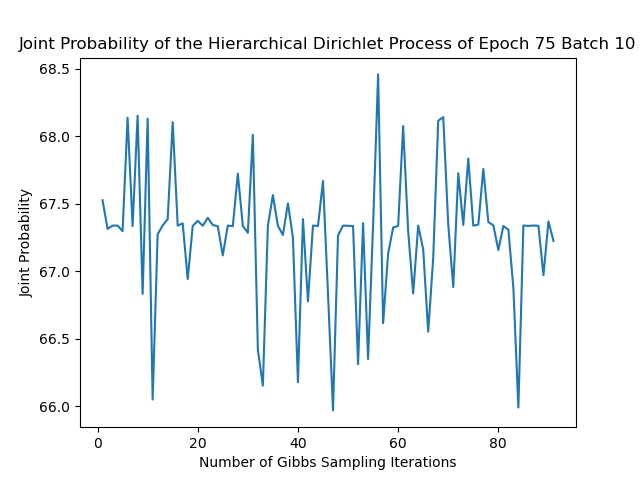 Joint Probability of the Hierarchical Dirichlet Process of Epoch 75 Batch 10
68.5
68.0
67.5
67.0
66.5
66.0
Joint Probability
0 20 40 60 80
Number of Gibbs Sampling Iterations